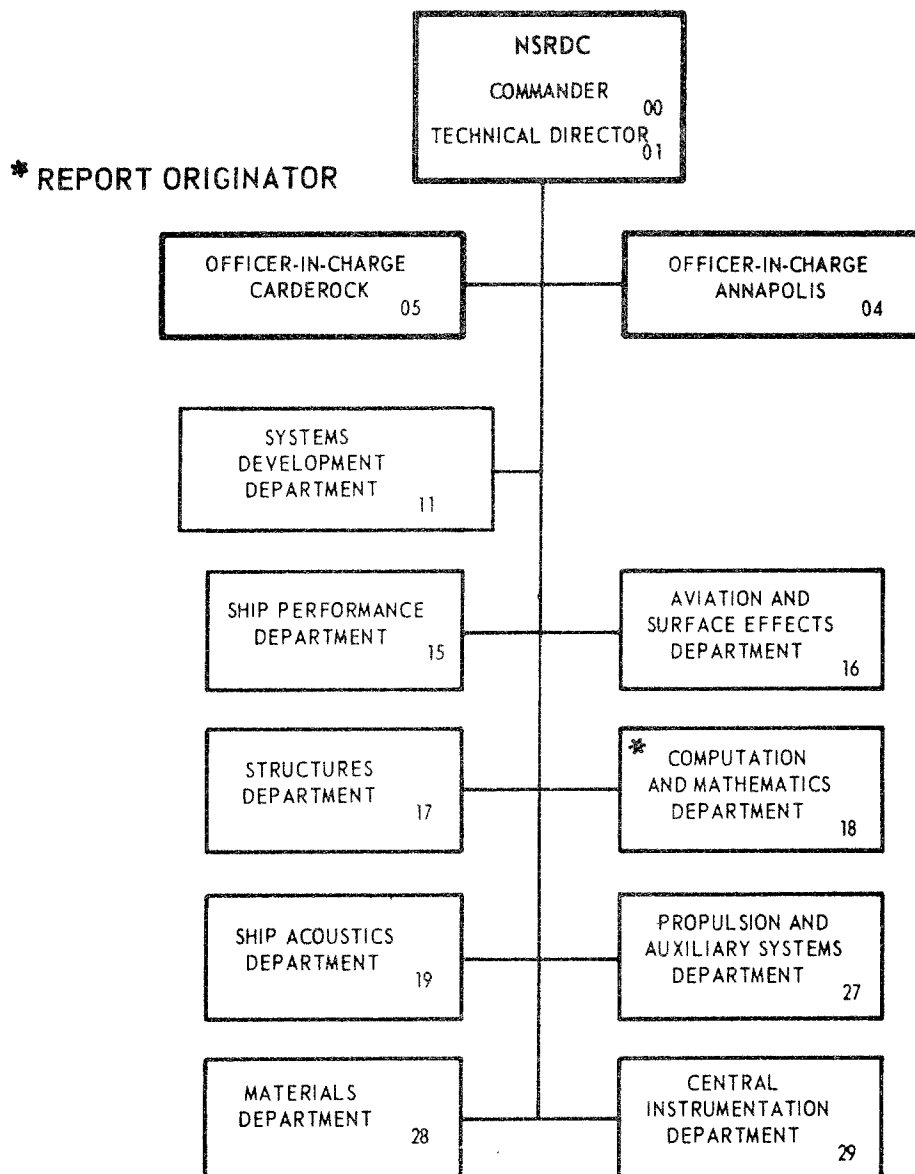 NSRDC
COMMANDER
00
TECHNICAL DIRECTOR
01
* REPORT ORIGINATOR
OFFICER-IN-CHARGE
CARDEROCK
05
OFFICER-IN-CHARGE
ANNAPOLIS
04
SYSTEMS
DEVELOPMENT
DEPARTMENT
11
SHIP PERFORMANCE
DEPARTMENT
15
AVIATION AND
SURFACE EFFECTS
DEPARTMENT
16
STRUCTURES
DEPARTMENT
17
* COMPUTATION
AND MATHEMATICS
DEPARTMENT
18
SHIP ACOUSTICS
DEPARTMENT
19
PROPULSION AND
AUXILIARY SYSTEMS
DEPARTMENT
27
MATERIALS
DEPARTMENT
28
CENTRAL
INSTRUMENTATION
DEPARTMENT
29